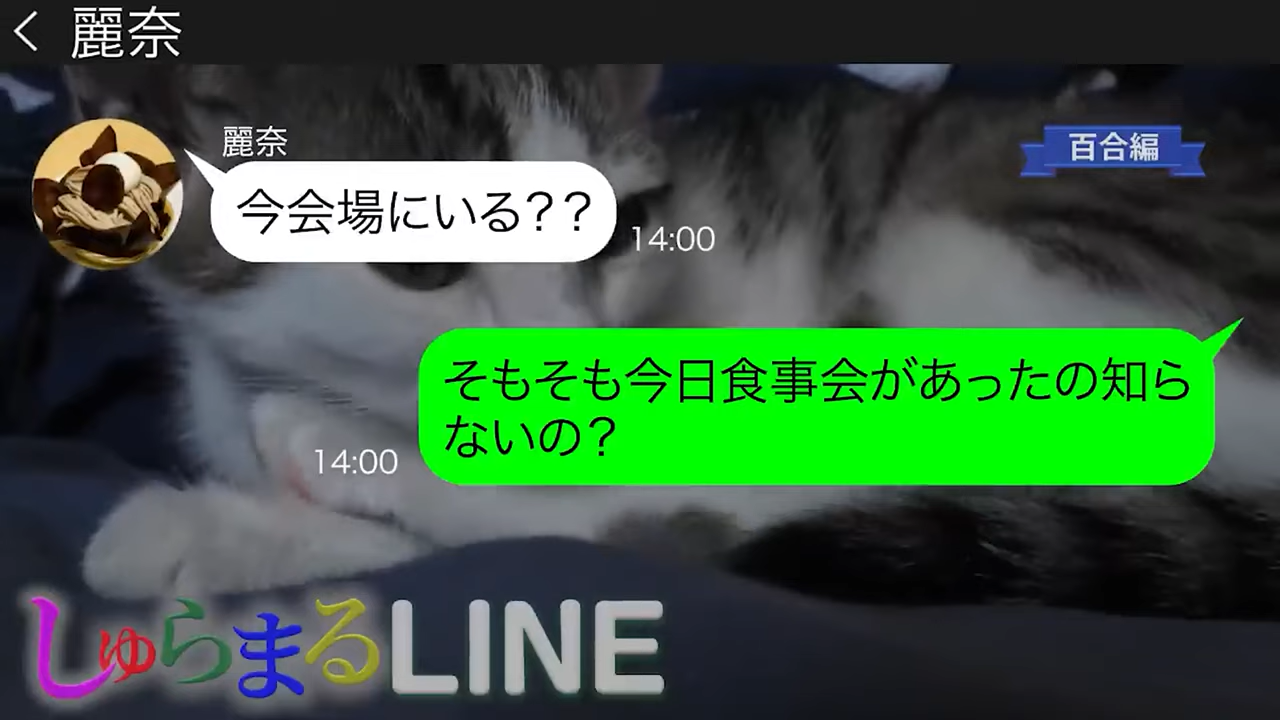 麗奈
麗奈
百合編
今会場にいる？？
14:00
そもそも今日食事会があったの知ら
ないの？
14:00
しゅらまるLINE